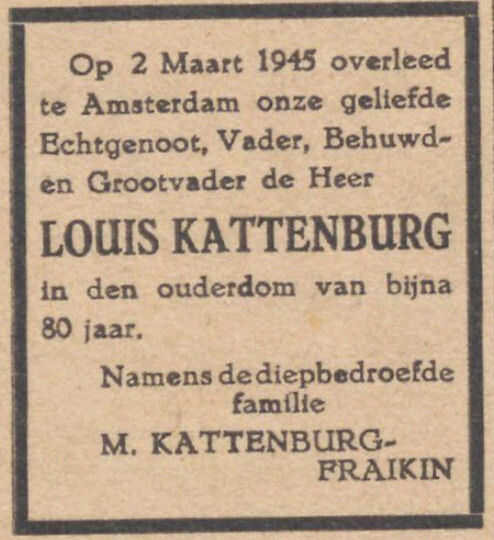 Op 2 Maart 1945 overleed
te Amsterdam onze geliefde
Echtgenoot, Vader, Behuwd-
en Grootvader de Heer
LOUIS KATTENBURG
in den ouderdom van bijna
80 jaar.
Namens de diepbedroefde
familie
M. KATTENBURG-
FRAIKIN